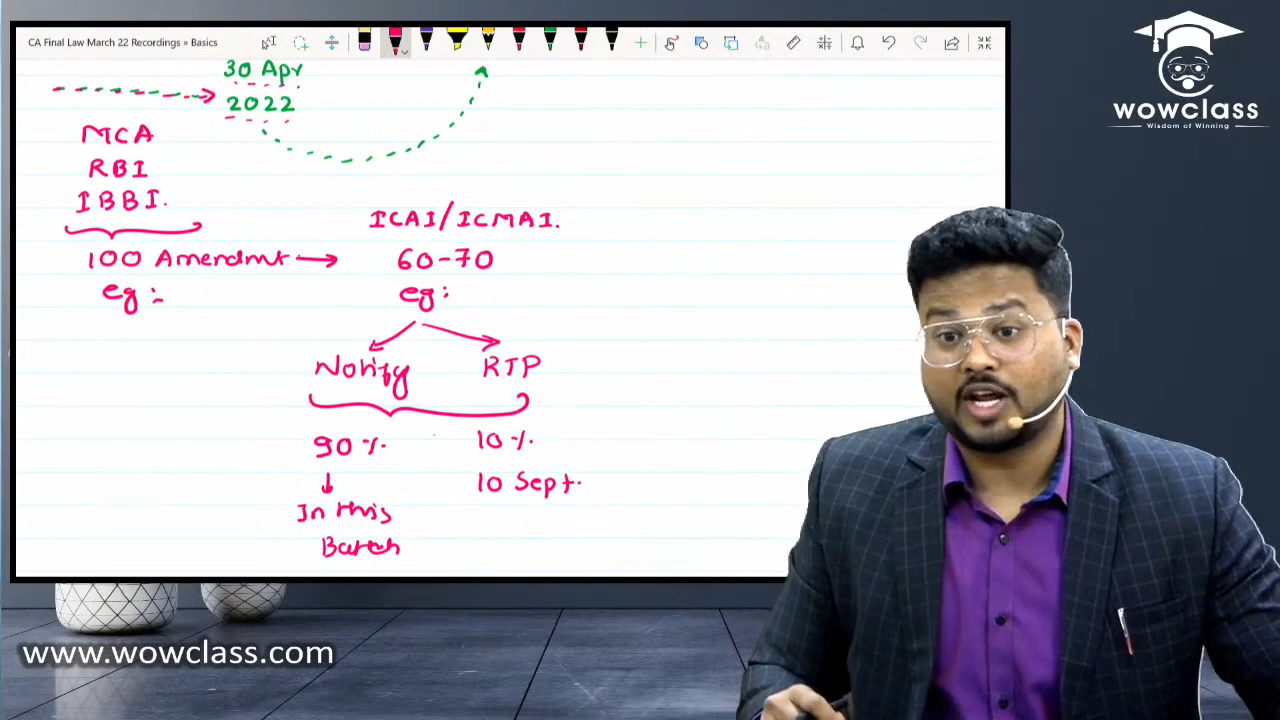 CA Final Law March 22 Recordings » Basics
wowclass
Wisdom of Winning
30 Apr
2022
MCA
RBI
IBBI.
ICAI/ICMAI.
100 Amendmt → 60-70
eg :- eg :
Notify RTP
90 % 10 %.
↓ 10 Sept.
In this
Batch
www.wowclass.com